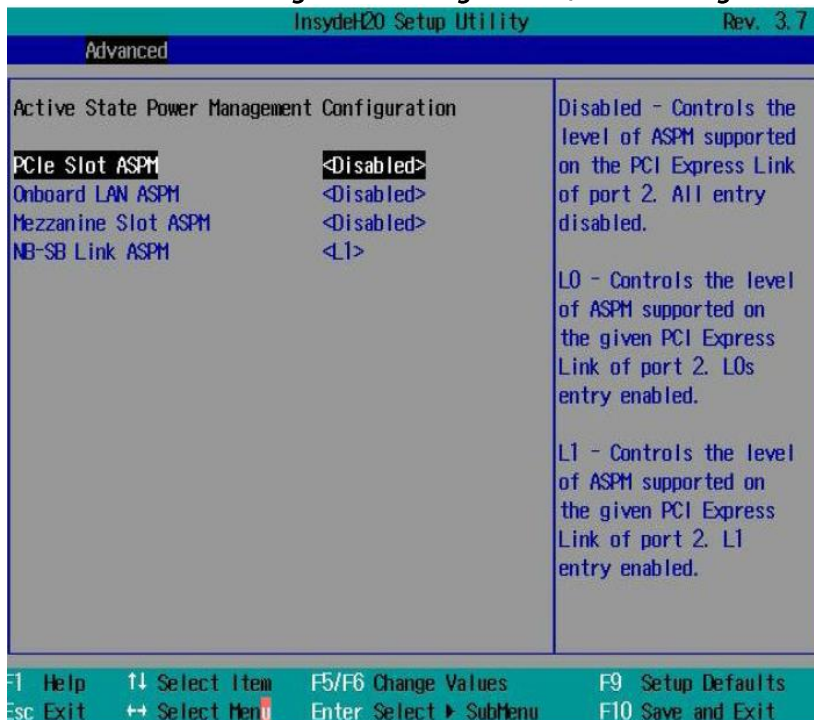 InsydeH2O Setup Utility Rev. 3.7
Advanced
Active State Power Management Configuration
PCIe Slot ASPM <Disabled>
Onboard LAN ASPM <Disabled>
Mezzanine Slot ASPM <Disabled>
NB-SB Link ASPM <L1>
Disabled - Controls the
level of ASPM supported
on the PCI Express Link
of port 2. All entry
disabled.
L0 - Controls the level
of ASPM supported on
the given PCI Express
Link of port 2. L0s
entry enabled.
L1 - Controls the level
of ASPM supported on
the given PCI Express
Link of port 2. L1
entry enabled.
F1 Help ↑↓ Select Item F5/F6 Change Values F9 Setup Defaults
Esc Exit ↔ Select Menu Enter Select ▶ SubMenu F10 Save and Exit